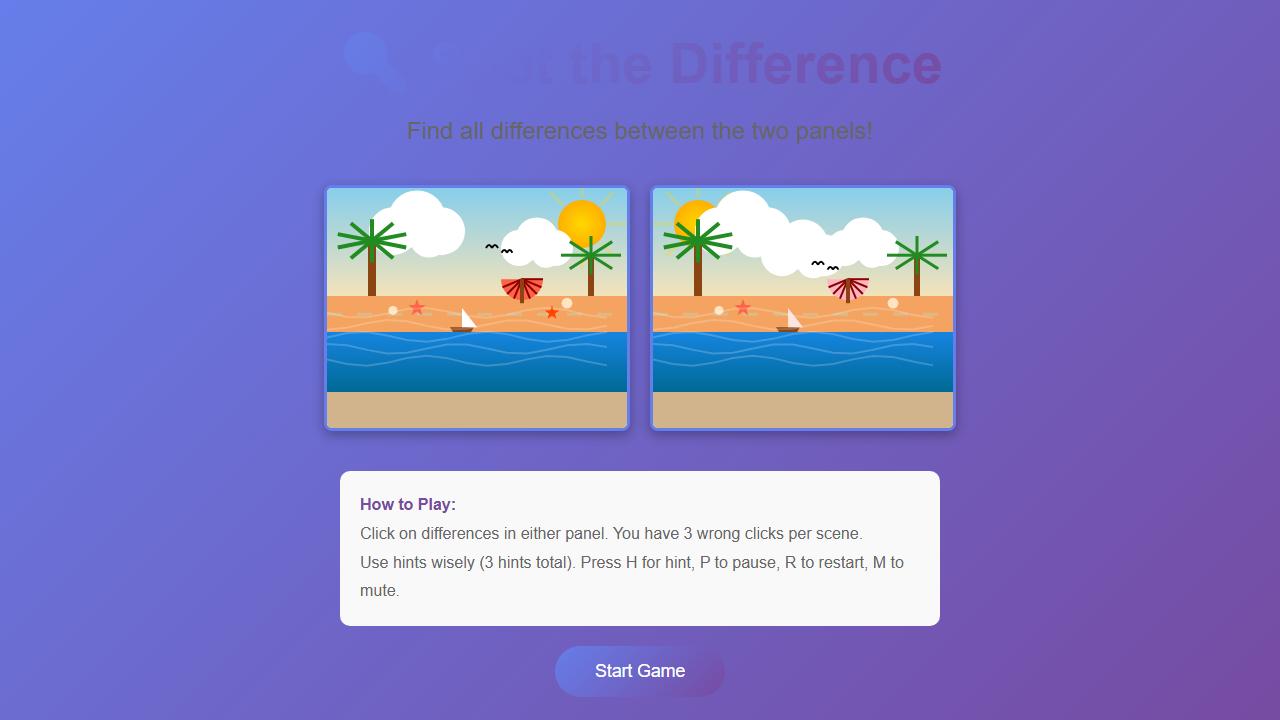 Spot the Difference
Find all differences between the two panels!
How to Play:
Click on differences in either panel. You have 3 wrong clicks per scene.
Use hints wisely (3 hints total). Press H for hint, P to pause, R to restart, M to
mute.
Start Game